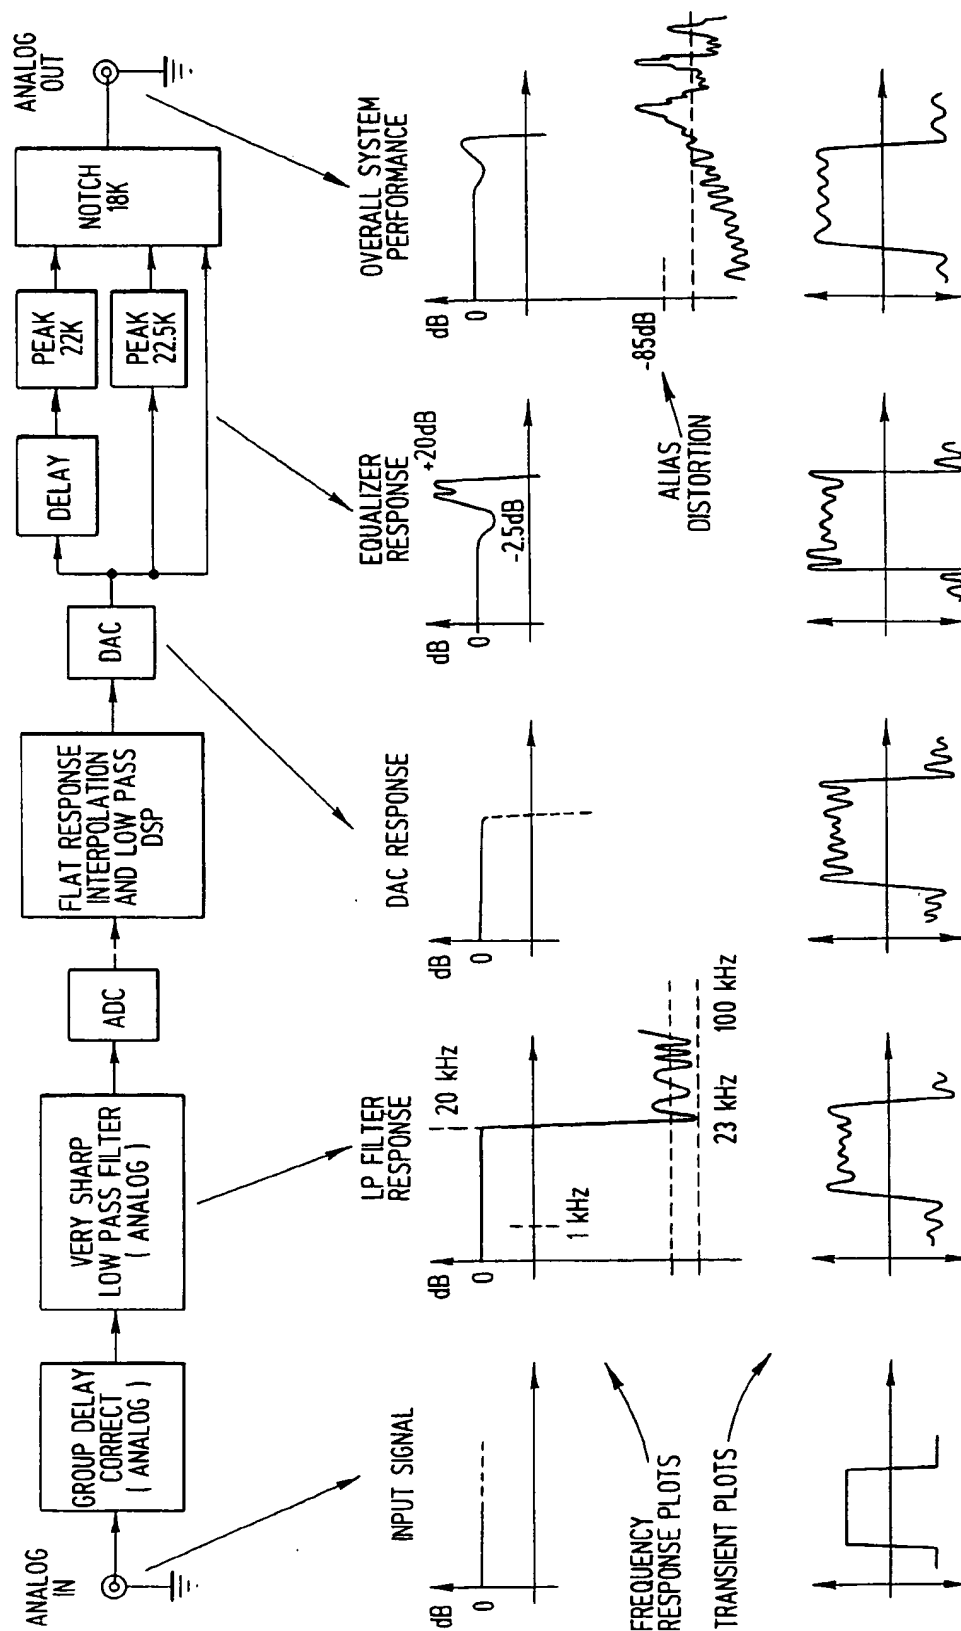 ANALOG
IN
GROUP DELAY
CORRECT
( ANALOG )
VERY SHARP
LOW PASS FILTER
( ANALOG )
ADC
FLAT RESPONSE
INTERPOLATION
AND LOW PASS
DSP
DAC
DELAY
PEAK
22K
PEAK
22.5K
NOTCH
18K
ANALOG
OUT
INPUT SIGNAL
dB
0
LP FILTER
RESPONSE
dB
0
20 kHz
1 kHz
23 kHz
100 kHz
DAC RESPONSE
dB
0
EQUALIZER
RESPONSE
dB
0
+20dB
-2.5dB
OVERALL SYSTEM
PERFORMANCE
dB
0
-85dB
ALIAS
DISTORTION
FREQUENCY
RESPONSE PLOTS
TRANSIENT PLOTS